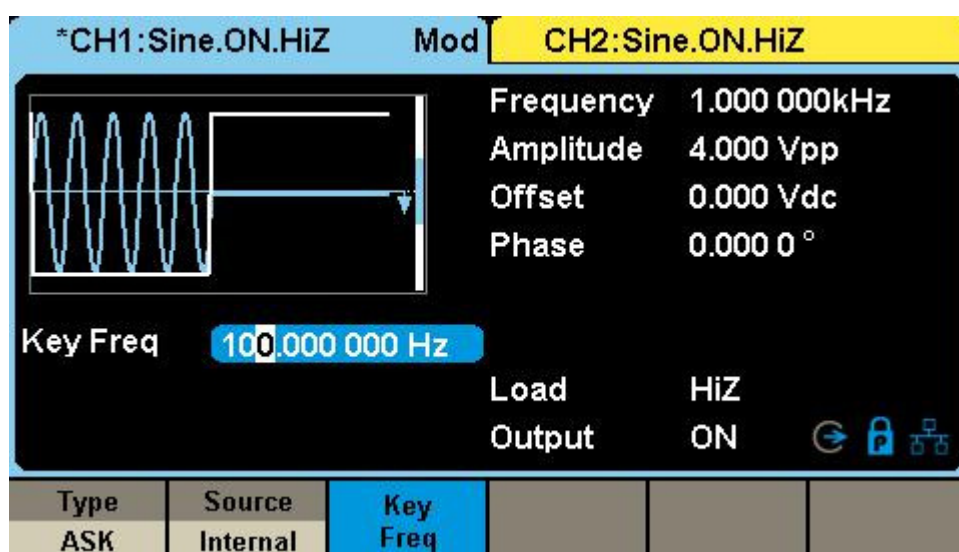 *CH1:Sine.ON.HiZ Mod CH2:Sine.ON.HiZ
Frequency 1.000 000kHz
Amplitude 4.000 Vpp
Offset 0.000 Vdc
Phase 0.000 0 °
Key Freq 100.000 000 Hz
Load HiZ
Output ON
P
Type Source Key
ASK Internal Freq